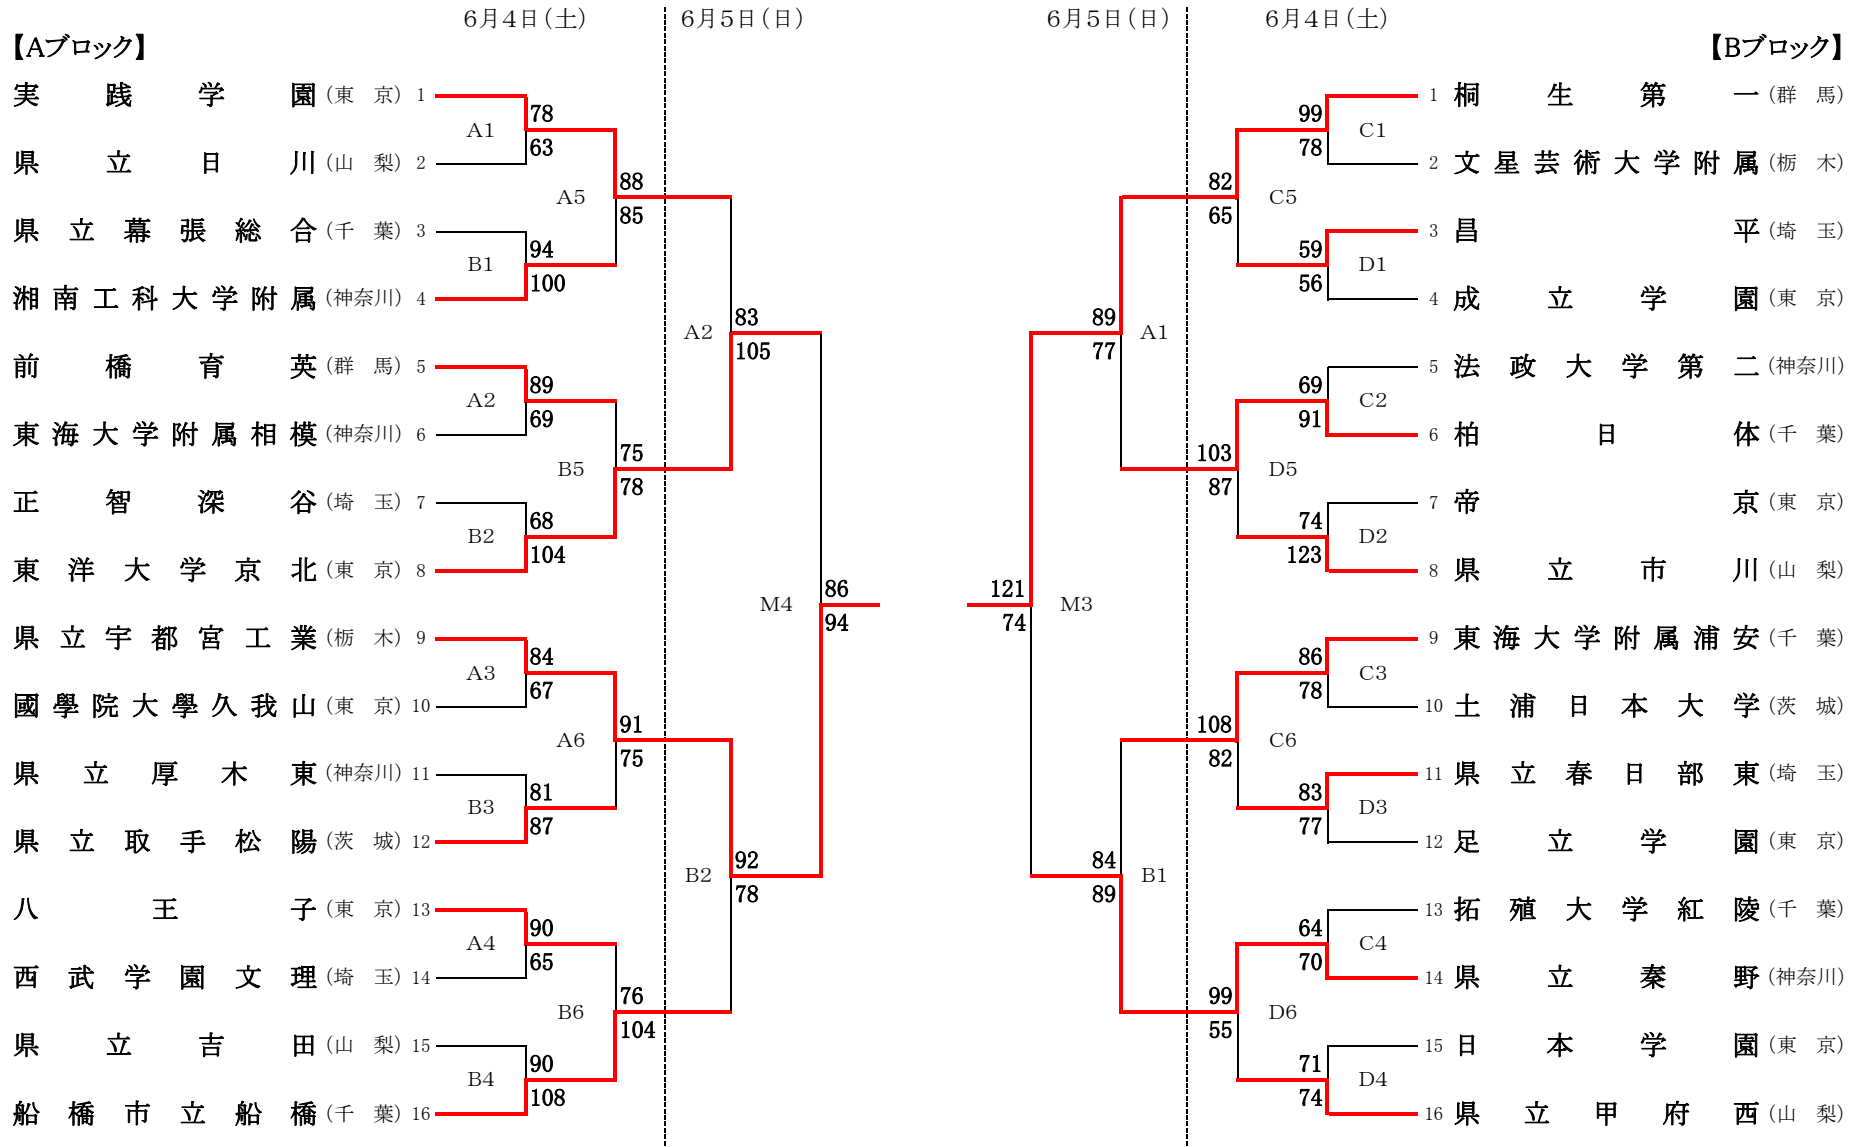 6月4日（土） 6月5日（日） 6月5日（日） 6月4日（土）
【Aブロック】 【Bブロック】
実践学園（東京）1
78
A1
63
県立日川（山梨）2
88
A5
85
県立幕張総合（千葉）3
94
B1
100
湘南工科大学附属（神奈川）4
83
A2
105
前橋育英（群馬）5
89
A2
69
東海大学附属相模（神奈川）6
75
B5
78
正智深谷（埼玉）7
68
B2
104
東洋大学京北（東京）8
86
M4
94
県立宇都宮工業（栃木）9
84
A3
67
國學院大學久我山（東京）10
91
A6
75
県立厚木東（神奈川）11
81
B3
87
県立取手松陽（茨城）12
92
B2
78
八王子（東京）13
90
A4
65
西武学園文理（埼玉）14
76
B6
104
県立吉田（山梨）15
90
B4
108
船橋市立船橋（千葉）16
1 桐生第一（群馬）
99
C1
78
2 文星芸術大学附属（栃木）
82
C5
65
3 昌平（埼玉）
59
D1
56
4 成立学園（東京）
89
A1
77
5 法政大学第二（神奈川）
69
C2
91
6 柏日体（千葉）
103
D5
87
7 帝京（東京）
74
D2
123
8 県立市川（山梨）
121
M3
74
9 東海大学附属浦安（千葉）
86
C3
78
10 土浦日本大学（茨城）
108
C6
82
11 県立春日部東（埼玉）
83
D3
77
12 足立学園（東京）
84
B1
89
13 拓殖大学紅陵（千葉）
64
C4
70
14 県立秦野（神奈川）
99
D6
55
15 日本学園（東京）
71
D4
74
16 県立甲府西（山梨）